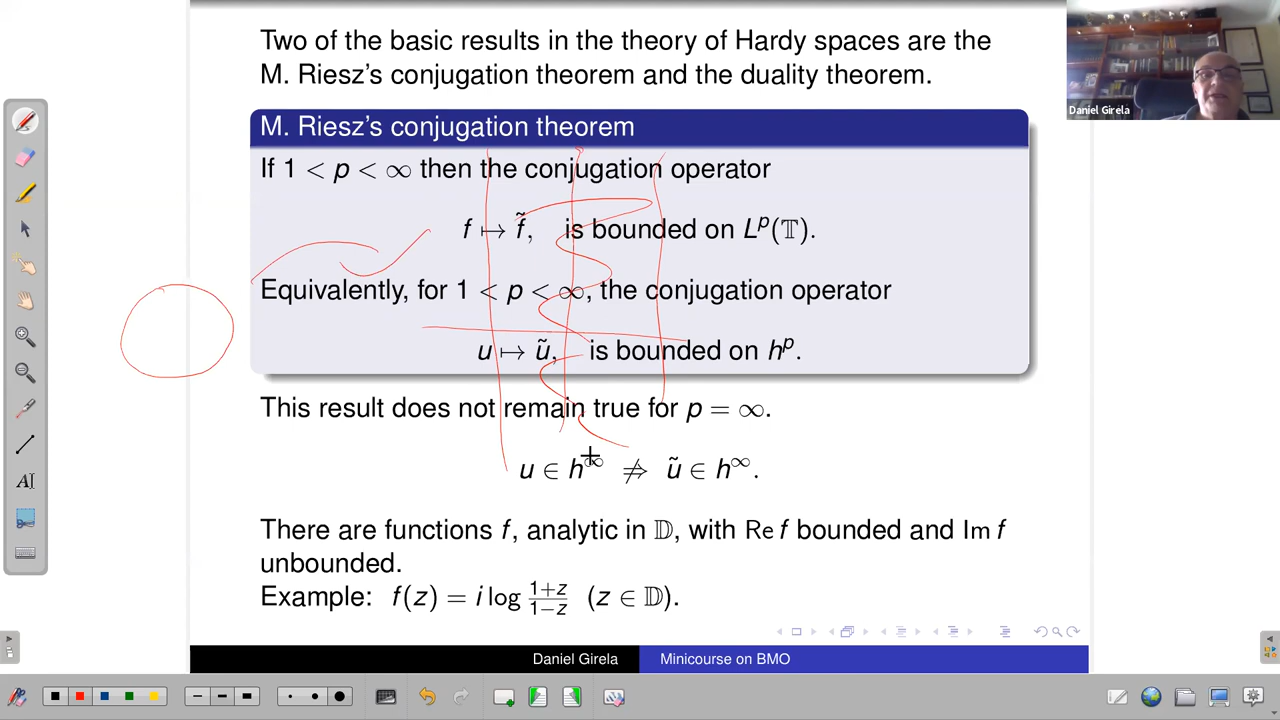 Two of the basic results in the theory of Hardy spaces are the
M. Riesz's conjugation theorem and the duality theorem.
Daniel Girela
M. Riesz's conjugation theorem
If 1 < p < ∞ then the conjugation operator
f ↦ f̃, is bounded on Lᵖ(𝕋).
Equivalently, for 1 < p < ∞, the conjugation operator
u ↦ ũ, is bounded on hᵖ.
This result does not remain true for p = ∞.
u ∈ h^∞ ⇏ ũ ∈ h^∞.
There are functions f, analytic in 𝔻, with Re f bounded and Im f
unbounded.
Example: f(z) = i log (1+z)/(1−z) (z ∈ 𝔻).
Daniel Girela Minicourse on BMO